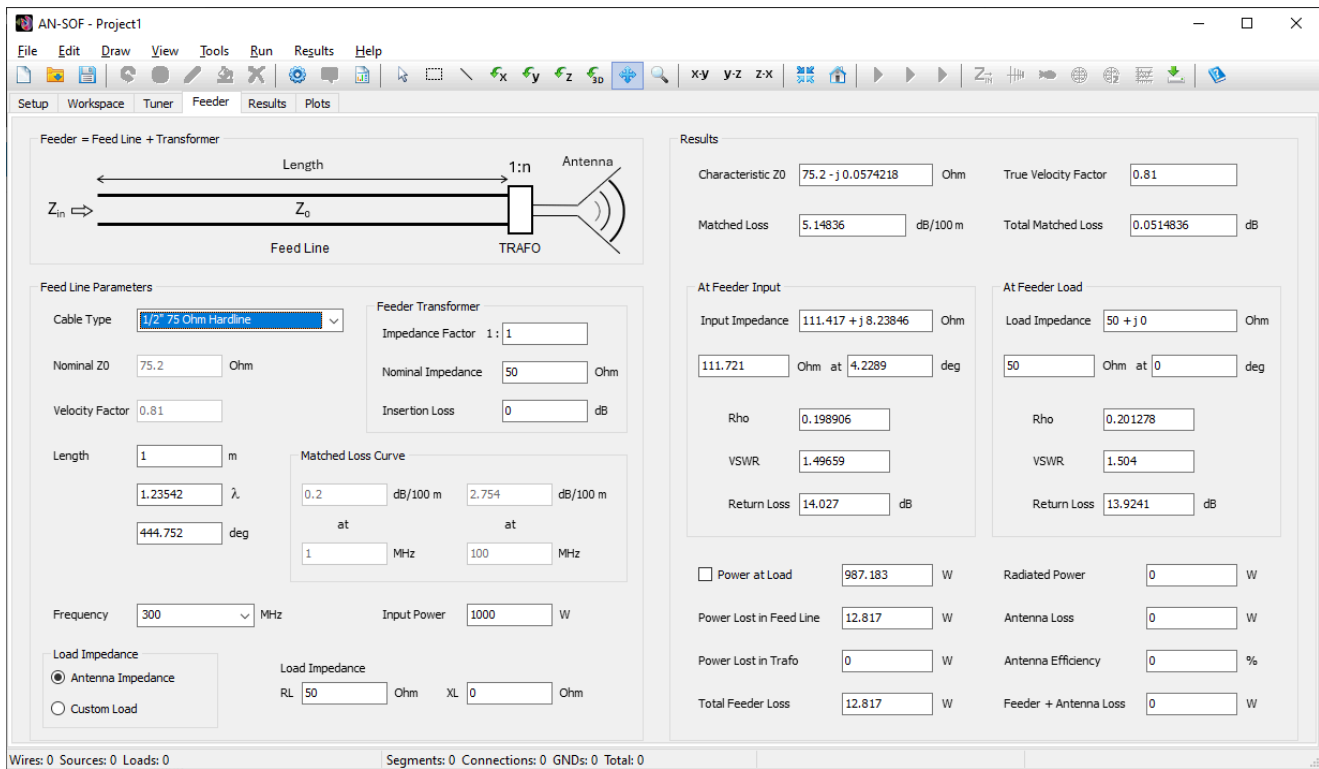 AN-SOF - Project1
File Edit Draw View Tools Run Results Help
X Y Z 3D X-Y Y-Z Z-X ZIN 2
Setup Workspace Tuner Feeder Results Plots
Feeder = Feed Line + Transformer
Length
1:n
Antenna
Zin ⇨
Z0
Feed Line
TRAFO
Feed Line Parameters
Cable Type 1/2" 75 Ohm Hardline
Nominal Z0 75.2 Ohm
Velocity Factor 0.81
Length 1 m
1.23542 λ
444.752 deg
Feeder Transformer
Impedance Factor 1 : 1
Nominal Impedance 50 Ohm
Insertion Loss 0 dB
Matched Loss Curve
0.2 dB/100 m 2.754 dB/100 m
at at
1 MHz 100 MHz
Frequency 300 MHz
Input Power 1000 W
Load Impedance
Antenna Impedance
Custom Load
Load Impedance
RL 50 Ohm XL 0 Ohm
Results
Characteristic Z0 75.2 - j 0.0574218 Ohm
True Velocity Factor 0.81
Matched Loss 5.14836 dB/100 m
Total Matched Loss 0.0514836 dB
At Feeder Input
Input Impedance 111.417 + j 8.23846 Ohm
111.721 Ohm at 4.2289 deg
Rho 0.198906
VSWR 1.49659
Return Loss 14.027 dB
At Feeder Load
Load Impedance 50 + j 0 Ohm
50 Ohm at 0 deg
Rho 0.201278
VSWR 1.504
Return Loss 13.9241 dB
Power at Load 987.183 W
Radiated Power 0 W
Power Lost in Feed Line 12.817 W
Antenna Loss 0 W
Power Lost in Trafo 0 W
Antenna Efficiency 0 %
Total Feeder Loss 12.817 W
Feeder + Antenna Loss 0 W
Wires: 0 Sources: 0 Loads: 0
Segments: 0 Connections: 0 GNDs: 0 Total: 0